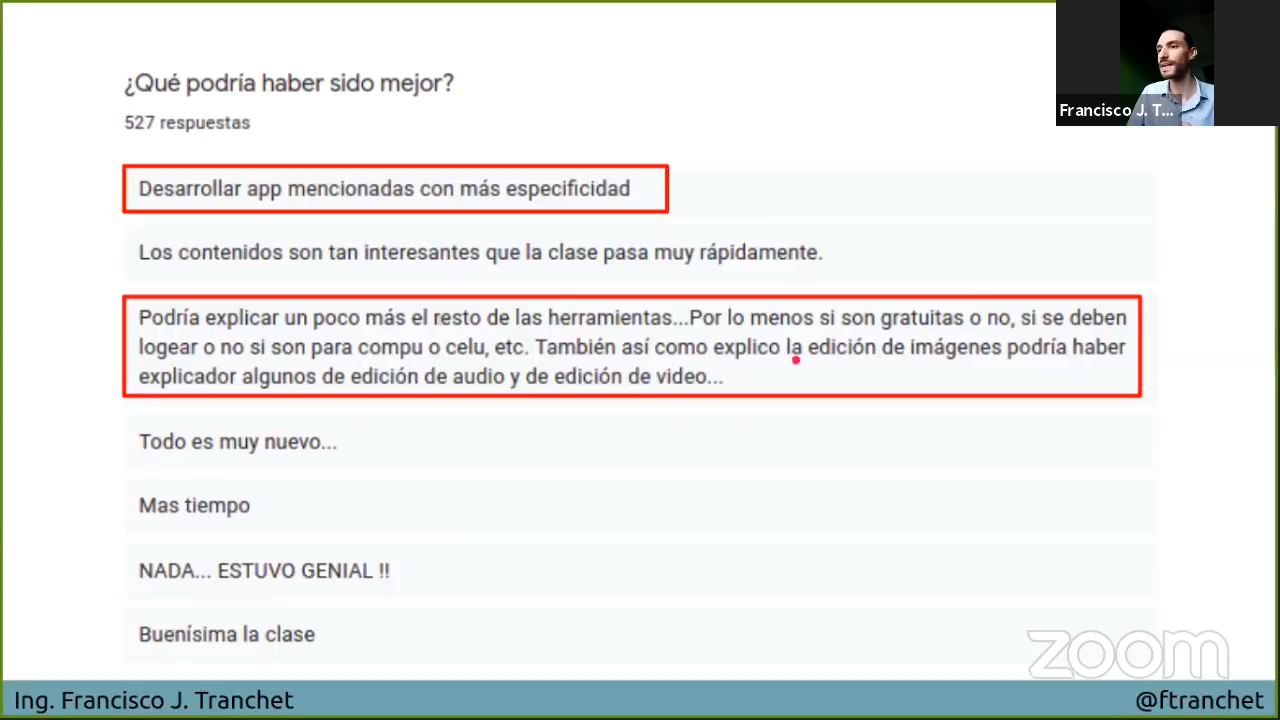 ¿Qué podría haber sido mejor?
527 respuestas
Francisco J. T...
Desarrollar app mencionadas con más especificidad
Los contenidos son tan interesantes que la clase pasa muy rápidamente.
Podría explicar un poco más el resto de las herramientas...Por lo menos si son gratuitas o no, si se deben
logear o no si son para compu o celu, etc. También así como explico la edición de imágenes podría haber
explicador algunos de edición de audio y de edición de video...
Todo es muy nuevo...
Mas tiempo
NADA... ESTUVO GENIAL !!
Buenísima la clase
zoom
Ing. Francisco J. Tranchet
@ftranchet